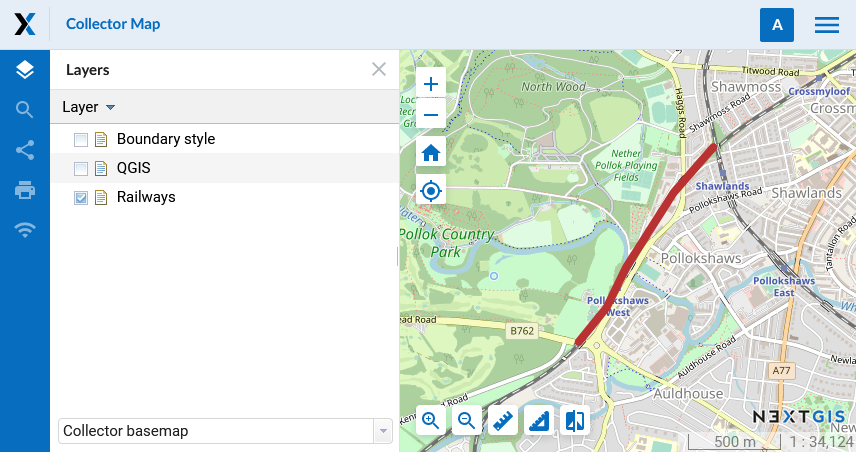 Collector Map
A
Layers
Layer
Boundary style
QGIS
Railways
Collector basemap
North Wood
Haggs Road
Titwood Road
Shawmoss
Crossmyloof
Shawmoss Road
Nether
Pollok Playing
Fields
Shawlands
Pollokshaws Road
Shawlands
Pollok Country
Park
Pollokshaws
Tantallon Road
Pollokshaws
East
Pollokshaws
West
B762
ead Road
Auldhouse Road
A77
Auldhouse
NEXTGIS
500 m
1 : 34,124